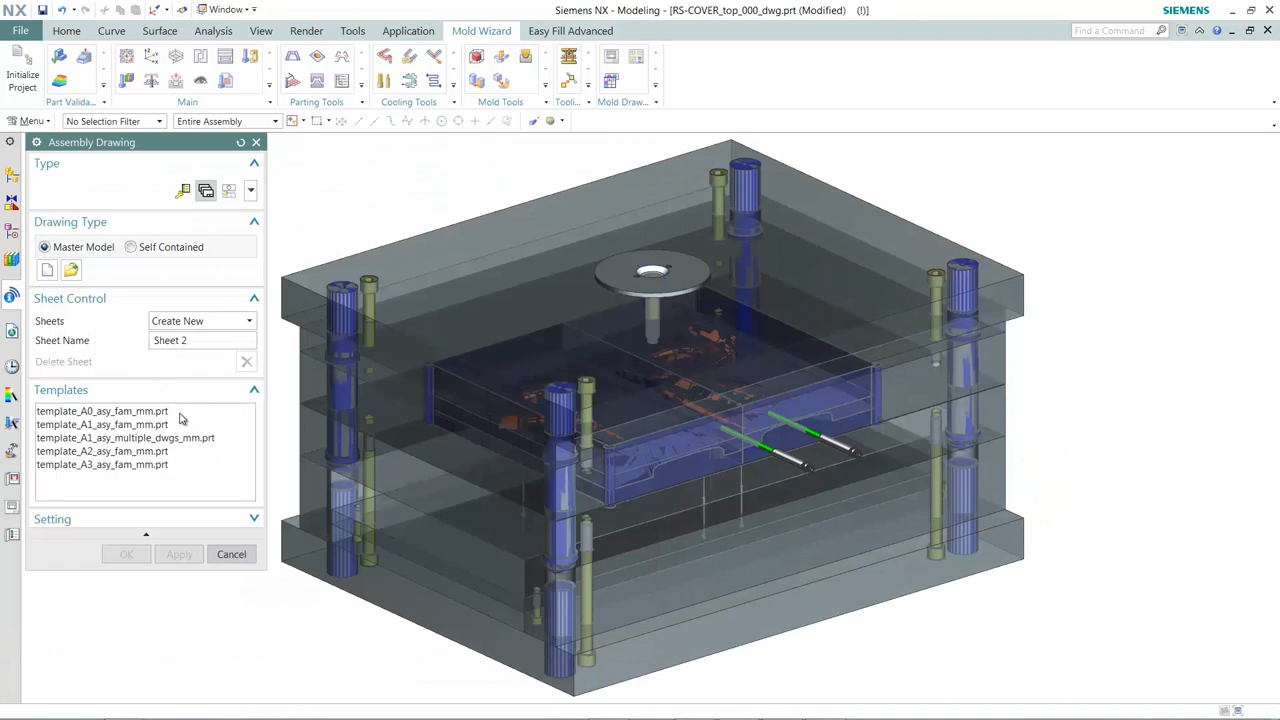 NX Window Siemens NX - Modeling - [RS-COVER_top_000_dwg.prt (Modified) (!)] SIEMENS
File Home Curve Surface Analysis View Render Tools Application Mold Wizard Easy Fill Advanced Find a Command
Initialize
Project
Part Valida... Main Parting Tools Cooling Tools Mold Tools Tooli... Mold Draw...
Menu No Selection Filter Entire Assembly
Assembly Drawing
Type
Drawing Type
Master Model Self Contained
Sheet Control
Sheets Create New
Sheet Name Sheet 2
Delete Sheet
Templates
template_A0_asy_fam_mm.prt
template_A1_asy_fam_mm.prt
template_A1_asy_multiple_dwgs_mm.prt
template_A2_asy_fam_mm.prt
template_A3_asy_fam_mm.prt
Setting
OK Apply Cancel